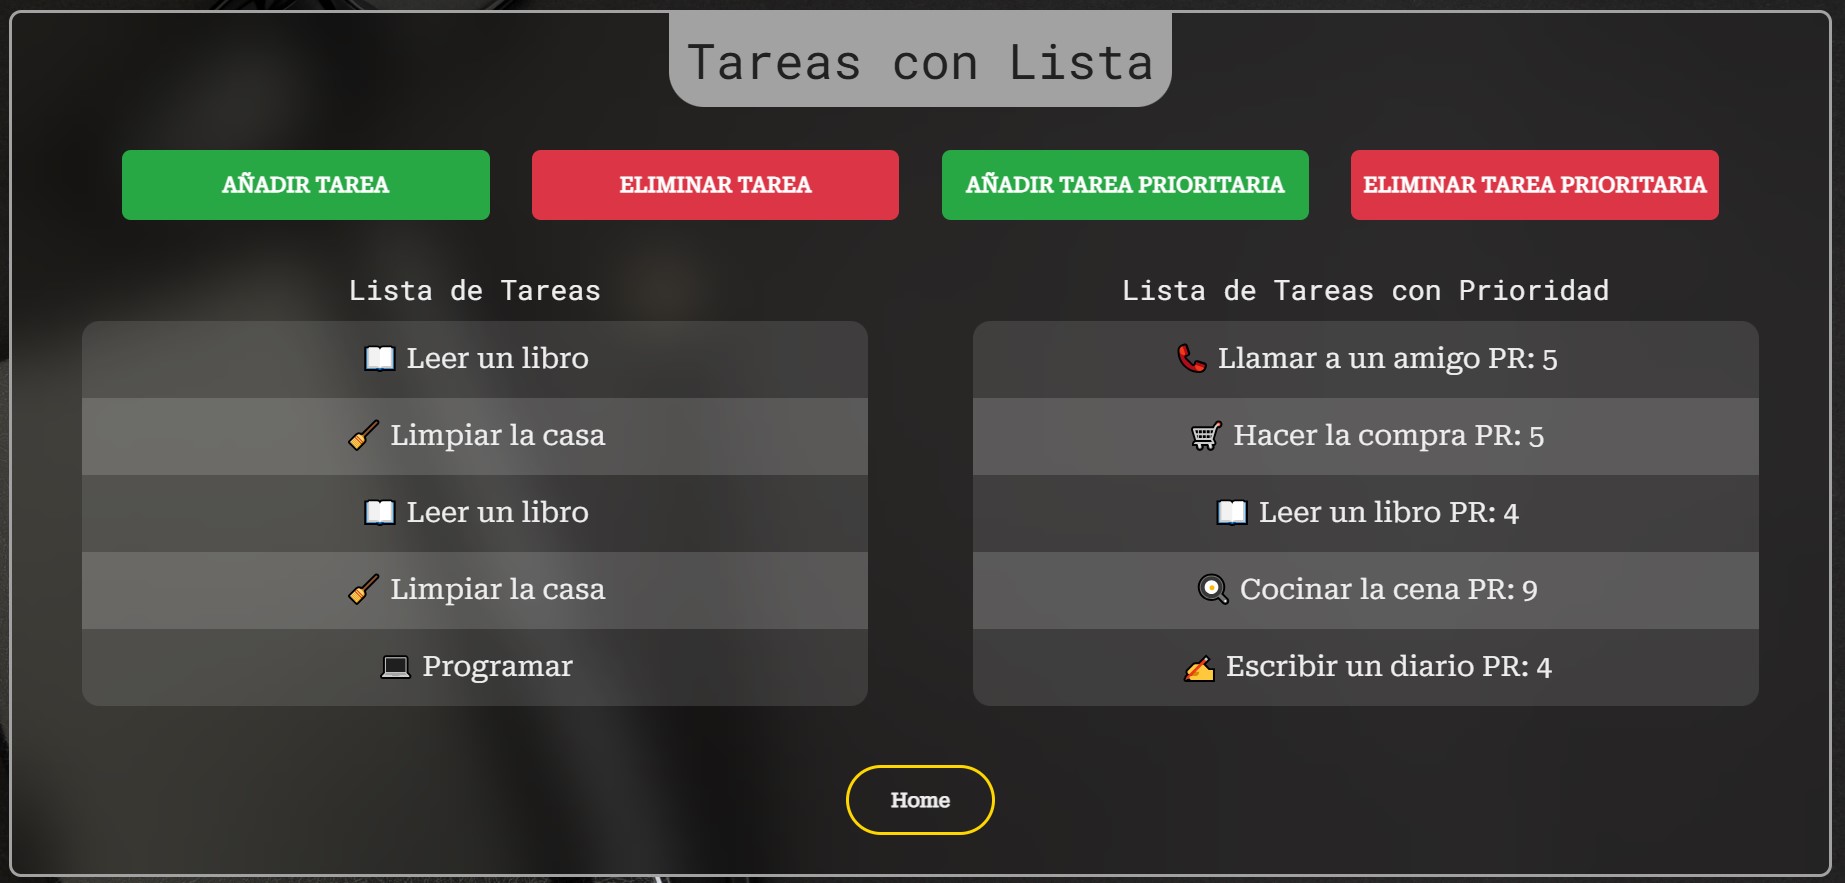 Tareas con Lista
AÑADIR TAREA
ELIMINAR TAREA
AÑADIR TAREA PRIORITARIA
ELIMINAR TAREA PRIORITARIA
Lista de Tareas
📖 Leer un libro
🧹 Limpiar la casa
📖 Leer un libro
🧹 Limpiar la casa
💻 Programar
Lista de Tareas con Prioridad
📞 Llamar a un amigo PR: 5
🛒 Hacer la compra PR: 5
📖 Leer un libro PR: 4
🍳 Cocinar la cena PR: 9
✍️ Escribir un diario PR: 4
Home